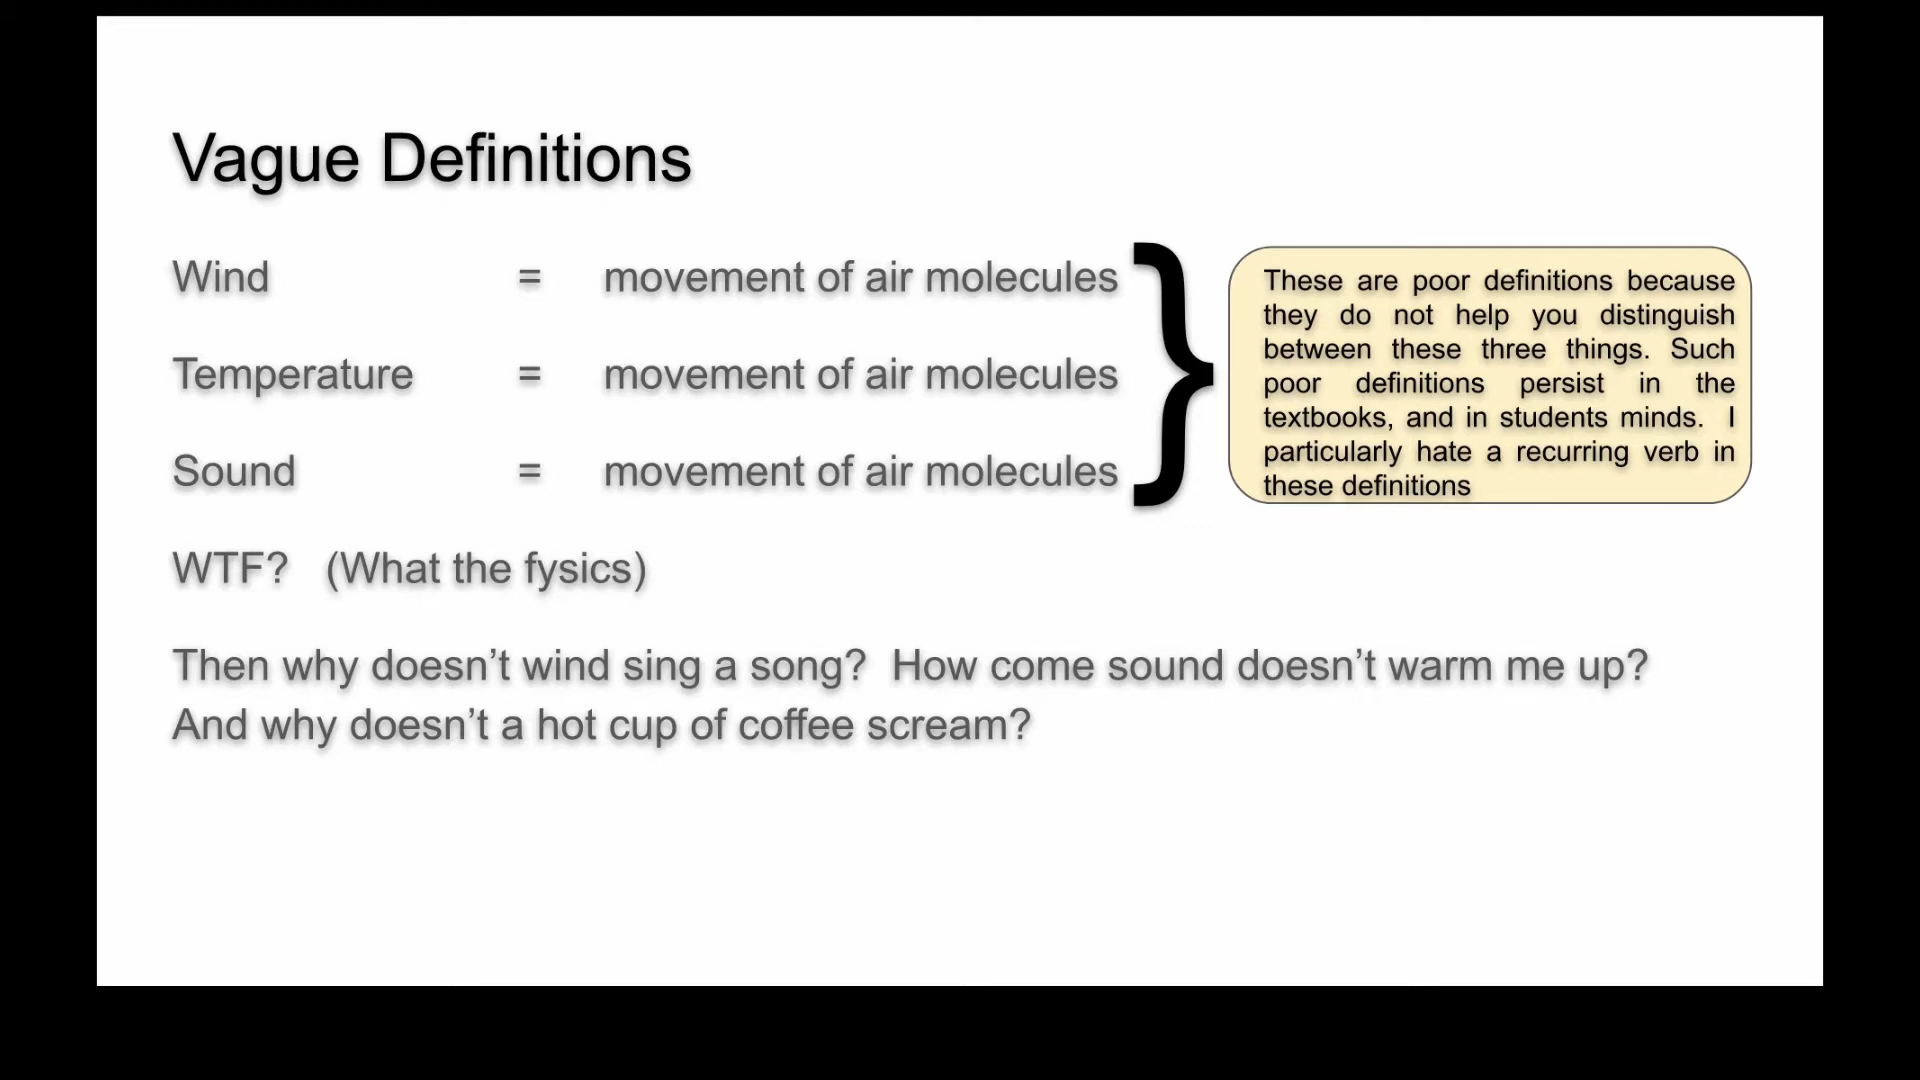 Vague Definitions
Wind = movement of air molecules
Temperature = movement of air molecules
Sound = movement of air molecules
}
These are poor definitions because
they do not help you distinguish
between these three things. Such
poor definitions persist in the
textbooks, and in students minds. I
particularly hate a recurring verb in
these definitions
WTF? (What the fysics)
Then why doesn’t wind sing a song? How come sound doesn’t warm me up?
And why doesn’t a hot cup of coffee scream?